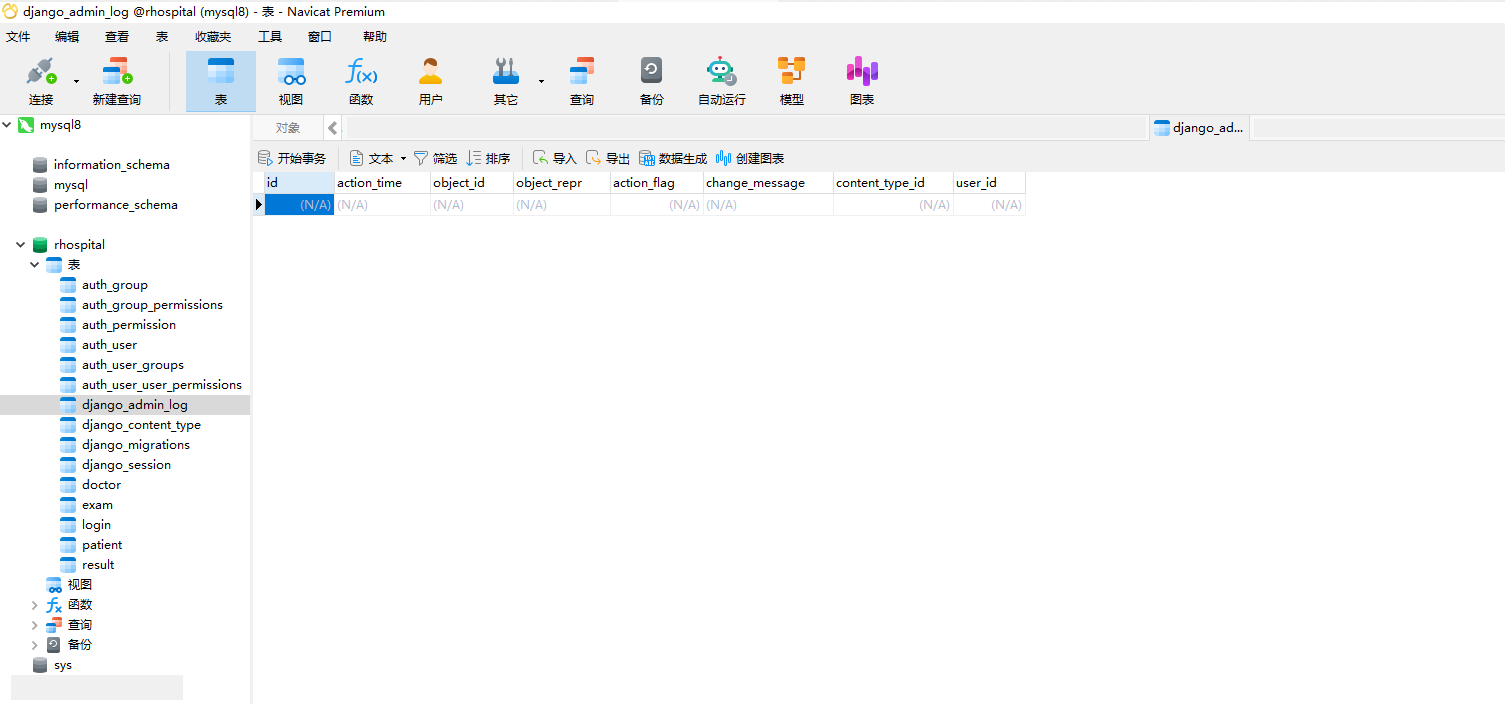 django_admin_log @rhospital (mysql8) - 表 - Navicat Premium
文件 编辑 查看 表 收藏夹 工具 窗口 帮助
连接 新建查询 表 视图 函数 用户 其它 查询 备份 自动运行 模型 图表
mysql8
information_schema
mysql
performance_schema
rhospital
表
auth_group
auth_group_permissions
auth_permission
auth_user
auth_user_groups
auth_user_user_permissions
django_admin_log
django_content_type
django_migrations
django_session
doctor
exam
login
patient
result
视图
函数
查询
备份
sys
对象 django_ad...
开始事务 文本 筛选 排序 导入 导出 数据生成 创建图表
id action_time object_id object_repr action_flag change_message content_type_id user_id
(N/A) (N/A) (N/A) (N/A) (N/A) (N/A) (N/A) (N/A)